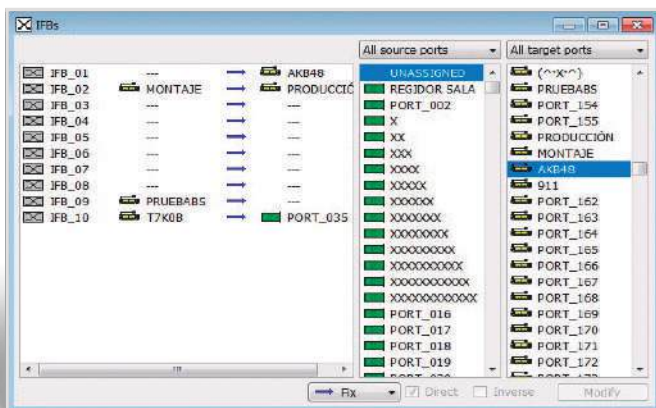 IFBs
All source ports All target ports
IFB_01 --- AKB48
IFB_02 MONTAJE PRODUCCIÓ
IFB_03 --- ---
IFB_04 --- ---
IFB_05 --- ---
IFB_06 --- ---
IFB_07 --- ---
IFB_08 --- ---
IFB_09 PRUEBABS ---
IFB_10 T7K0B PORT_035
UNASSIGNED
REGIDOR SALA
PORT_002
X
XX
XXX
XXXX
XXXXX
XXXXXX
XXXXXXX
XXXXXXXX
XXXXXXXXX
XXXXXXXXXX
XXXXXXXXXXX
XXXXXXXXXXXX
PORT_016
PORT_017
PORT_018
PORT_019
(^-X-^)
PRUEBABS
PORT_154
PORT_155
PRODUCCIÓN
MONTAJE
AKB48
911
PORT_162
PORT_163
PORT_164
PORT_165
PORT_166
PORT_167
PORT_168
PORT_169
PORT_170
PORT_171
PORT_172
Fix Direct Inverse Modify